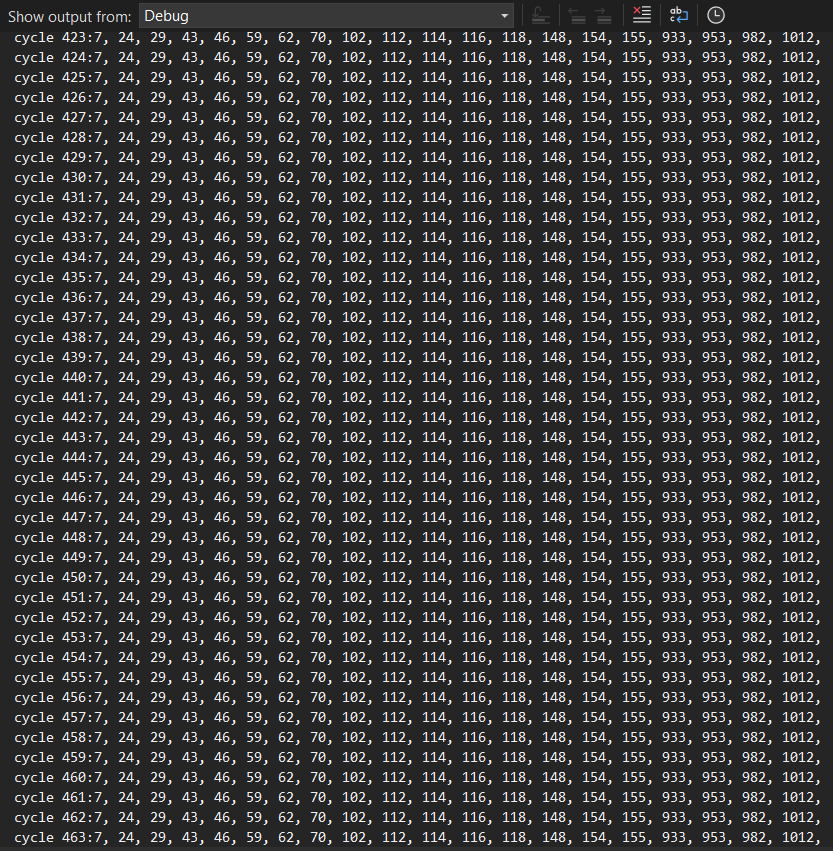 Show output from: Debug
cycle 423:7, 24, 29, 43, 46, 59, 62, 70, 102, 112, 114, 116, 118, 148, 154, 155, 933, 953, 982, 1012,
cycle 424:7, 24, 29, 43, 46, 59, 62, 70, 102, 112, 114, 116, 118, 148, 154, 155, 933, 953, 982, 1012,
cycle 425:7, 24, 29, 43, 46, 59, 62, 70, 102, 112, 114, 116, 118, 148, 154, 155, 933, 953, 982, 1012,
cycle 426:7, 24, 29, 43, 46, 59, 62, 70, 102, 112, 114, 116, 118, 148, 154, 155, 933, 953, 982, 1012,
cycle 427:7, 24, 29, 43, 46, 59, 62, 70, 102, 112, 114, 116, 118, 148, 154, 155, 933, 953, 982, 1012,
cycle 428:7, 24, 29, 43, 46, 59, 62, 70, 102, 112, 114, 116, 118, 148, 154, 155, 933, 953, 982, 1012,
cycle 429:7, 24, 29, 43, 46, 59, 62, 70, 102, 112, 114, 116, 118, 148, 154, 155, 933, 953, 982, 1012,
cycle 430:7, 24, 29, 43, 46, 59, 62, 70, 102, 112, 114, 116, 118, 148, 154, 155, 933, 953, 982, 1012,
cycle 431:7, 24, 29, 43, 46, 59, 62, 70, 102, 112, 114, 116, 118, 148, 154, 155, 933, 953, 982, 1012,
cycle 432:7, 24, 29, 43, 46, 59, 62, 70, 102, 112, 114, 116, 118, 148, 154, 155, 933, 953, 982, 1012,
cycle 433:7, 24, 29, 43, 46, 59, 62, 70, 102, 112, 114, 116, 118, 148, 154, 155, 933, 953, 982, 1012,
cycle 434:7, 24, 29, 43, 46, 59, 62, 70, 102, 112, 114, 116, 118, 148, 154, 155, 933, 953, 982, 1012,
cycle 435:7, 24, 29, 43, 46, 59, 62, 70, 102, 112, 114, 116, 118, 148, 154, 155, 933, 953, 982, 1012,
cycle 436:7, 24, 29, 43, 46, 59, 62, 70, 102, 112, 114, 116, 118, 148, 154, 155, 933, 953, 982, 1012,
cycle 437:7, 24, 29, 43, 46, 59, 62, 70, 102, 112, 114, 116, 118, 148, 154, 155, 933, 953, 982, 1012,
cycle 438:7, 24, 29, 43, 46, 59, 62, 70, 102, 112, 114, 116, 118, 148, 154, 155, 933, 953, 982, 1012,
cycle 439:7, 24, 29, 43, 46, 59, 62, 70, 102, 112, 114, 116, 118, 148, 154, 155, 933, 953, 982, 1012,
cycle 440:7, 24, 29, 43, 46, 59, 62, 70, 102, 112, 114, 116, 118, 148, 154, 155, 933, 953, 982, 1012,
cycle 441:7, 24, 29, 43, 46, 59, 62, 70, 102, 112, 114, 116, 118, 148, 154, 155, 933, 953, 982, 1012,
cycle 442:7, 24, 29, 43, 46, 59, 62, 70, 102, 112, 114, 116, 118, 148, 154, 155, 933, 953, 982, 1012,
cycle 443:7, 24, 29, 43, 46, 59, 62, 70, 102, 112, 114, 116, 118, 148, 154, 155, 933, 953, 982, 1012,
cycle 444:7, 24, 29, 43, 46, 59, 62, 70, 102, 112, 114, 116, 118, 148, 154, 155, 933, 953, 982, 1012,
cycle 445:7, 24, 29, 43, 46, 59, 62, 70, 102, 112, 114, 116, 118, 148, 154, 155, 933, 953, 982, 1012,
cycle 446:7, 24, 29, 43, 46, 59, 62, 70, 102, 112, 114, 116, 118, 148, 154, 155, 933, 953, 982, 1012,
cycle 447:7, 24, 29, 43, 46, 59, 62, 70, 102, 112, 114, 116, 118, 148, 154, 155, 933, 953, 982, 1012,
cycle 448:7, 24, 29, 43, 46, 59, 62, 70, 102, 112, 114, 116, 118, 148, 154, 155, 933, 953, 982, 1012,
cycle 449:7, 24, 29, 43, 46, 59, 62, 70, 102, 112, 114, 116, 118, 148, 154, 155, 933, 953, 982, 1012,
cycle 450:7, 24, 29, 43, 46, 59, 62, 70, 102, 112, 114, 116, 118, 148, 154, 155, 933, 953, 982, 1012,
cycle 451:7, 24, 29, 43, 46, 59, 62, 70, 102, 112, 114, 116, 118, 148, 154, 155, 933, 953, 982, 1012,
cycle 452:7, 24, 29, 43, 46, 59, 62, 70, 102, 112, 114, 116, 118, 148, 154, 155, 933, 953, 982, 1012,
cycle 453:7, 24, 29, 43, 46, 59, 62, 70, 102, 112, 114, 116, 118, 148, 154, 155, 933, 953, 982, 1012,
cycle 454:7, 24, 29, 43, 46, 59, 62, 70, 102, 112, 114, 116, 118, 148, 154, 155, 933, 953, 982, 1012,
cycle 455:7, 24, 29, 43, 46, 59, 62, 70, 102, 112, 114, 116, 118, 148, 154, 155, 933, 953, 982, 1012,
cycle 456:7, 24, 29, 43, 46, 59, 62, 70, 102, 112, 114, 116, 118, 148, 154, 155, 933, 953, 982, 1012,
cycle 457:7, 24, 29, 43, 46, 59, 62, 70, 102, 112, 114, 116, 118, 148, 154, 155, 933, 953, 982, 1012,
cycle 458:7, 24, 29, 43, 46, 59, 62, 70, 102, 112, 114, 116, 118, 148, 154, 155, 933, 953, 982, 1012,
cycle 459:7, 24, 29, 43, 46, 59, 62, 70, 102, 112, 114, 116, 118, 148, 154, 155, 933, 953, 982, 1012,
cycle 460:7, 24, 29, 43, 46, 59, 62, 70, 102, 112, 114, 116, 118, 148, 154, 155, 933, 953, 982, 1012,
cycle 461:7, 24, 29, 43, 46, 59, 62, 70, 102, 112, 114, 116, 118, 148, 154, 155, 933, 953, 982, 1012,
cycle 462:7, 24, 29, 43, 46, 59, 62, 70, 102, 112, 114, 116, 118, 148, 154, 155, 933, 953, 982, 1012,
cycle 463:7, 24, 29, 43, 46, 59, 62, 70, 102, 112, 114, 116, 118, 148, 154, 155, 933, 953, 982, 1012,